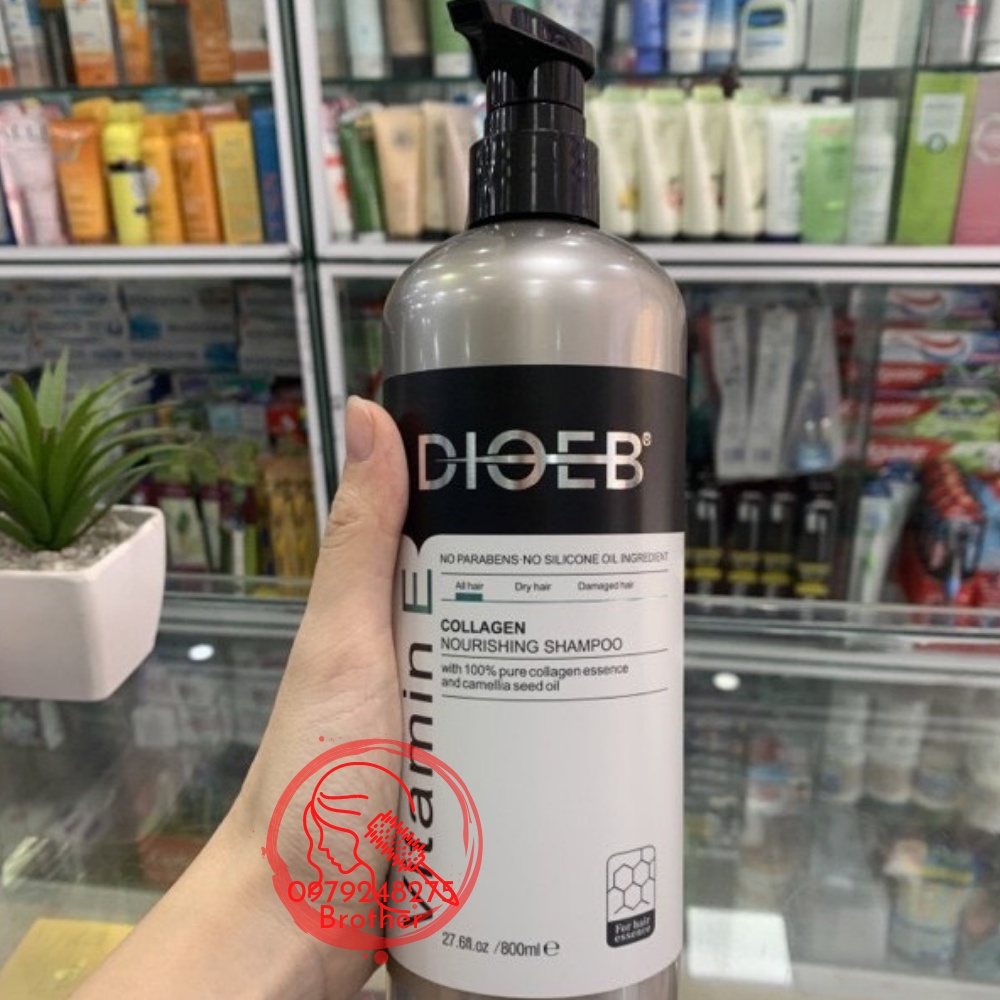 DIOEB®
NO PARABENS·NO SILICONE OIL INGREDIENT
All hair Dry hair Damaged hair
COLLAGEN
NOURISHING SHAMPOO
with 100% pure collagen essence
and camellia seed oil
vitamin E
For hair
essence
27.6fl.oz /800ml ℮
0979248275
Brother